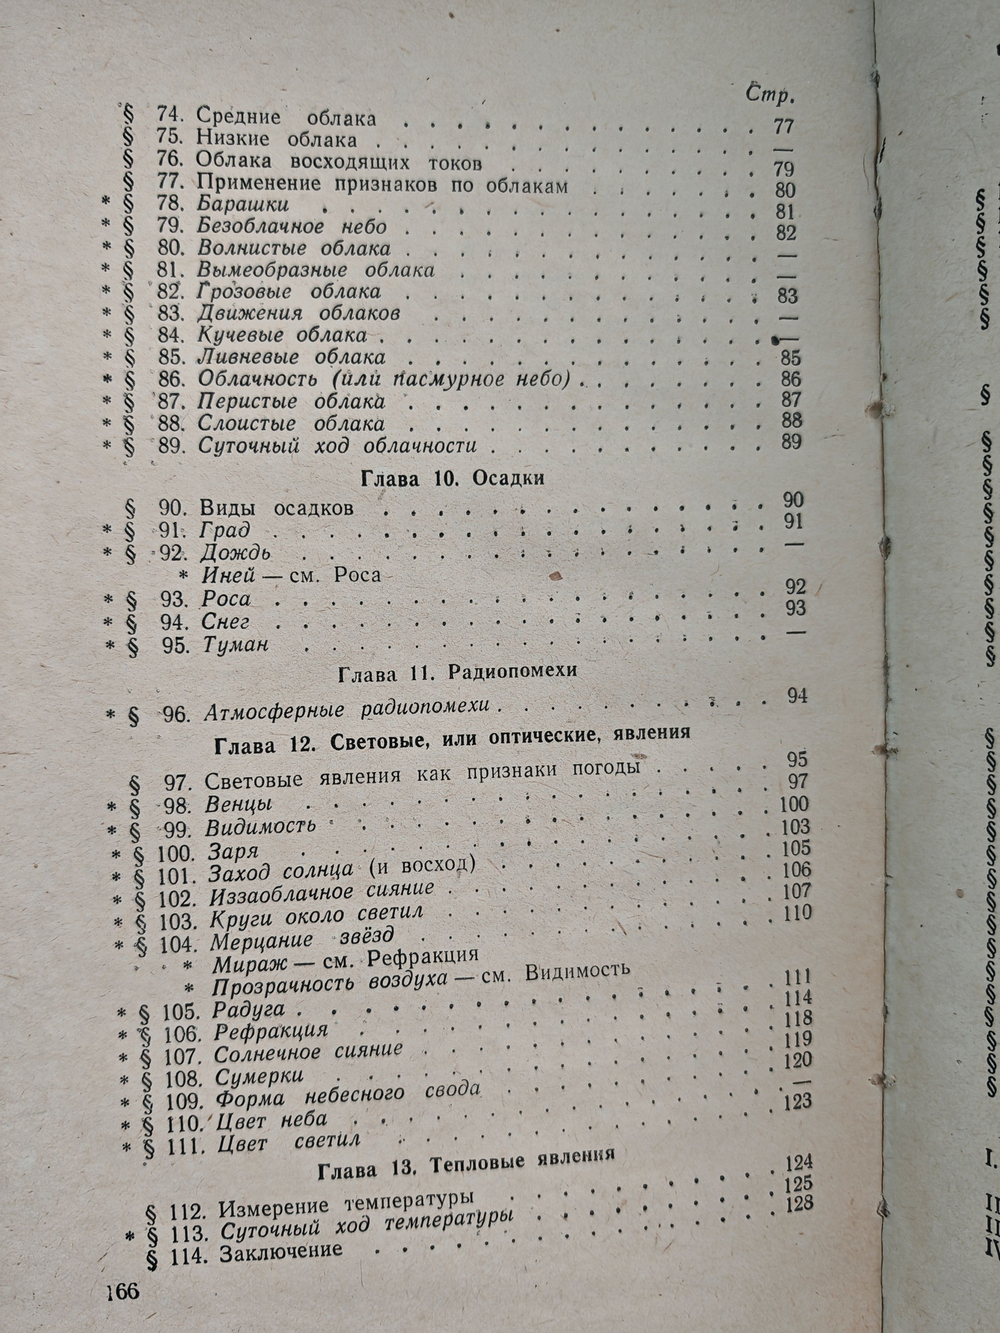 Стр.
§ 74. Средние облака . . . . . . . . . . . . . . 77
§ 75. Низкие облака . . . . . . . . . . . . . . —
§ 76. Облака восходящих токов . . . . . . . . . . 79
§ 77. Применение признаков по облакам . . . . . . . 80
* § 78. Барашки . . . . . . . . . . . . . . . . 81
* § 79. Безоблачное небо . . . . . . . . . . . . . 82
* § 80. Волнистые облака . . . . . . . . . . . . . —
* § 81. Вымеобразные облака . . . . . . . . . . . —
* § 82. Грозовые облака . . . . . . . . . . . . . 83
* § 83. Движения облаков . . . . . . . . . . . . —
* § 84. Кучевые облака . . . . . . . . . . . . . . —
* § 85. Ливневые облака . . . . . . . . . . . . . 85
* § 86. Облачность (или пасмурное небо) . . . . . . . 86
* § 87. Перистые облака . . . . . . . . . . . . . 87
* § 88. Слоистые облака . . . . . . . . . . . . . 88
* § 89. Суточный ход облачности . . . . . . . . . . 89
Глава 10. Осадки
§ 90. Виды осадков . . . . . . . . . . . . . . 90
* § 91. Град . . . . . . . . . . . . . . . . . . 91
* § 92. Дождь . . . . . . . . . . . . . . . . . —
* Иней — см. Роса
* § 93. Роса . . . . . . . . . . . . . . . . . . 92
* § 94. Снег . . . . . . . . . . . . . . . . . . 93
* § 95. Туман . . . . . . . . . . . . . . . . . —
Глава 11. Радиопомехи
* § 96. Атмосферные радиопомехи . . . . . . . . . . 94
Глава 12. Световые, или оптические, явления
§ 97. Световые явления как признаки погоды . . . . . 95
* § 98. Венцы . . . . . . . . . . . . . . . . . 97
* § 99. Видимость . . . . . . . . . . . . . . . 100
* § 100. Заря . . . . . . . . . . . . . . . . . 103
* § 101. Заход солнца (и восход) . . . . . . . . . . 105
* § 102. Иззаоблачное сияние . . . . . . . . . . . . 106
* § 103. Круги около светил . . . . . . . . . . . . 107
* § 104. Мерцание звёзд . . . . . . . . . . . . . 110
* Мираж — см. Рефракция
* Прозрачность воздуха — см. Видимость
* § 105. Радуга . . . . . . . . . . . . . . . . . 111
* § 106. Рефракция . . . . . . . . . . . . . . . 114
* § 107. Солнечное сияние . . . . . . . . . . . . . 118
* § 108. Сумерки . . . . . . . . . . . . . . . . 119
* § 109. Форма небесного свода . . . . . . . . . . 120
* § 110. Цвет неба . . . . . . . . . . . . . . . —
* § 111. Цвет светил . . . . . . . . . . . . . . 123
Глава 13. Тепловые явления
§ 112. Измерение температуры . . . . . . . . . . 124
* § 113. Суточный ход температуры . . . . . . . . . 125
§ 114. Заключение . . . . . . . . . . . . . . . 128
166